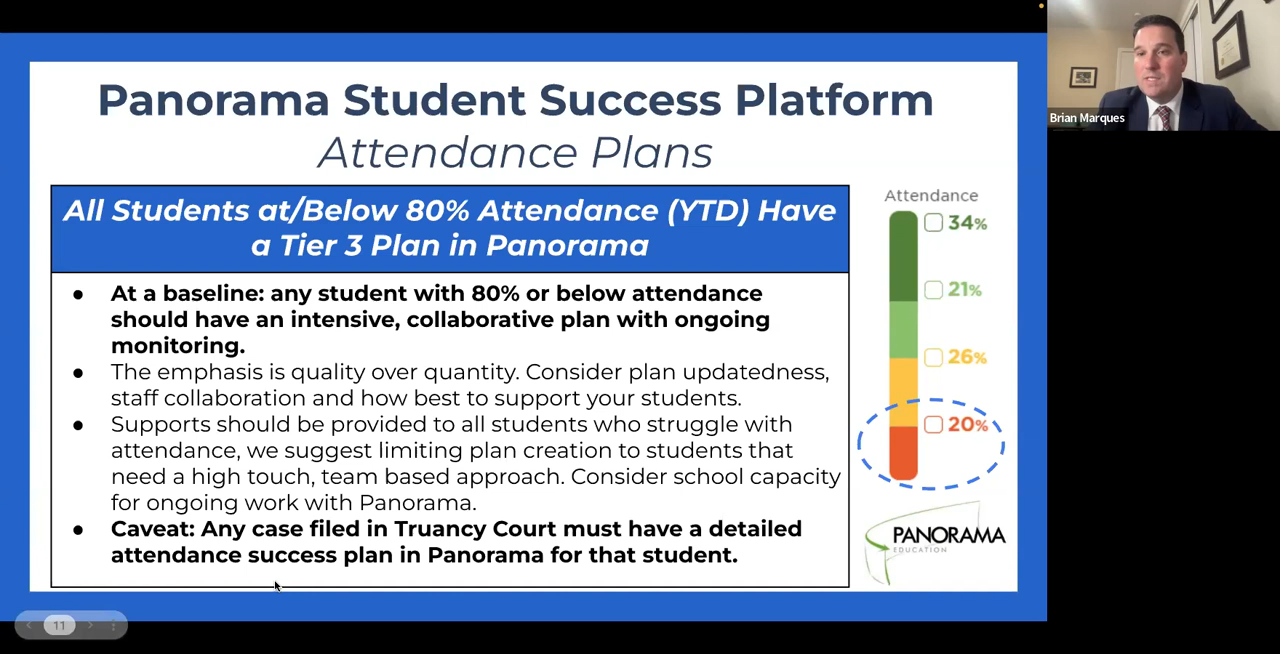 Panorama Student Success Platform
Attendance Plans
All Students at/Below 80% Attendance (YTD) Have
a Tier 3 Plan in Panorama
● At a baseline: any student with 80% or below attendance
should have an intensive, collaborative plan with ongoing
monitoring.
● The emphasis is quality over quantity. Consider plan updatedness,
staff collaboration and how best to support your students.
● Supports should be provided to all students who struggle with
attendance, we suggest limiting plan creation to students that
need a high touch, team based approach. Consider school capacity
for ongoing work with Panorama.
● Caveat: Any case filed in Truancy Court must have a detailed
attendance success plan in Panorama for that student.
Attendance
34%
21%
26%
20%
PANORAMA
EDUCATION
Brian Marques
11